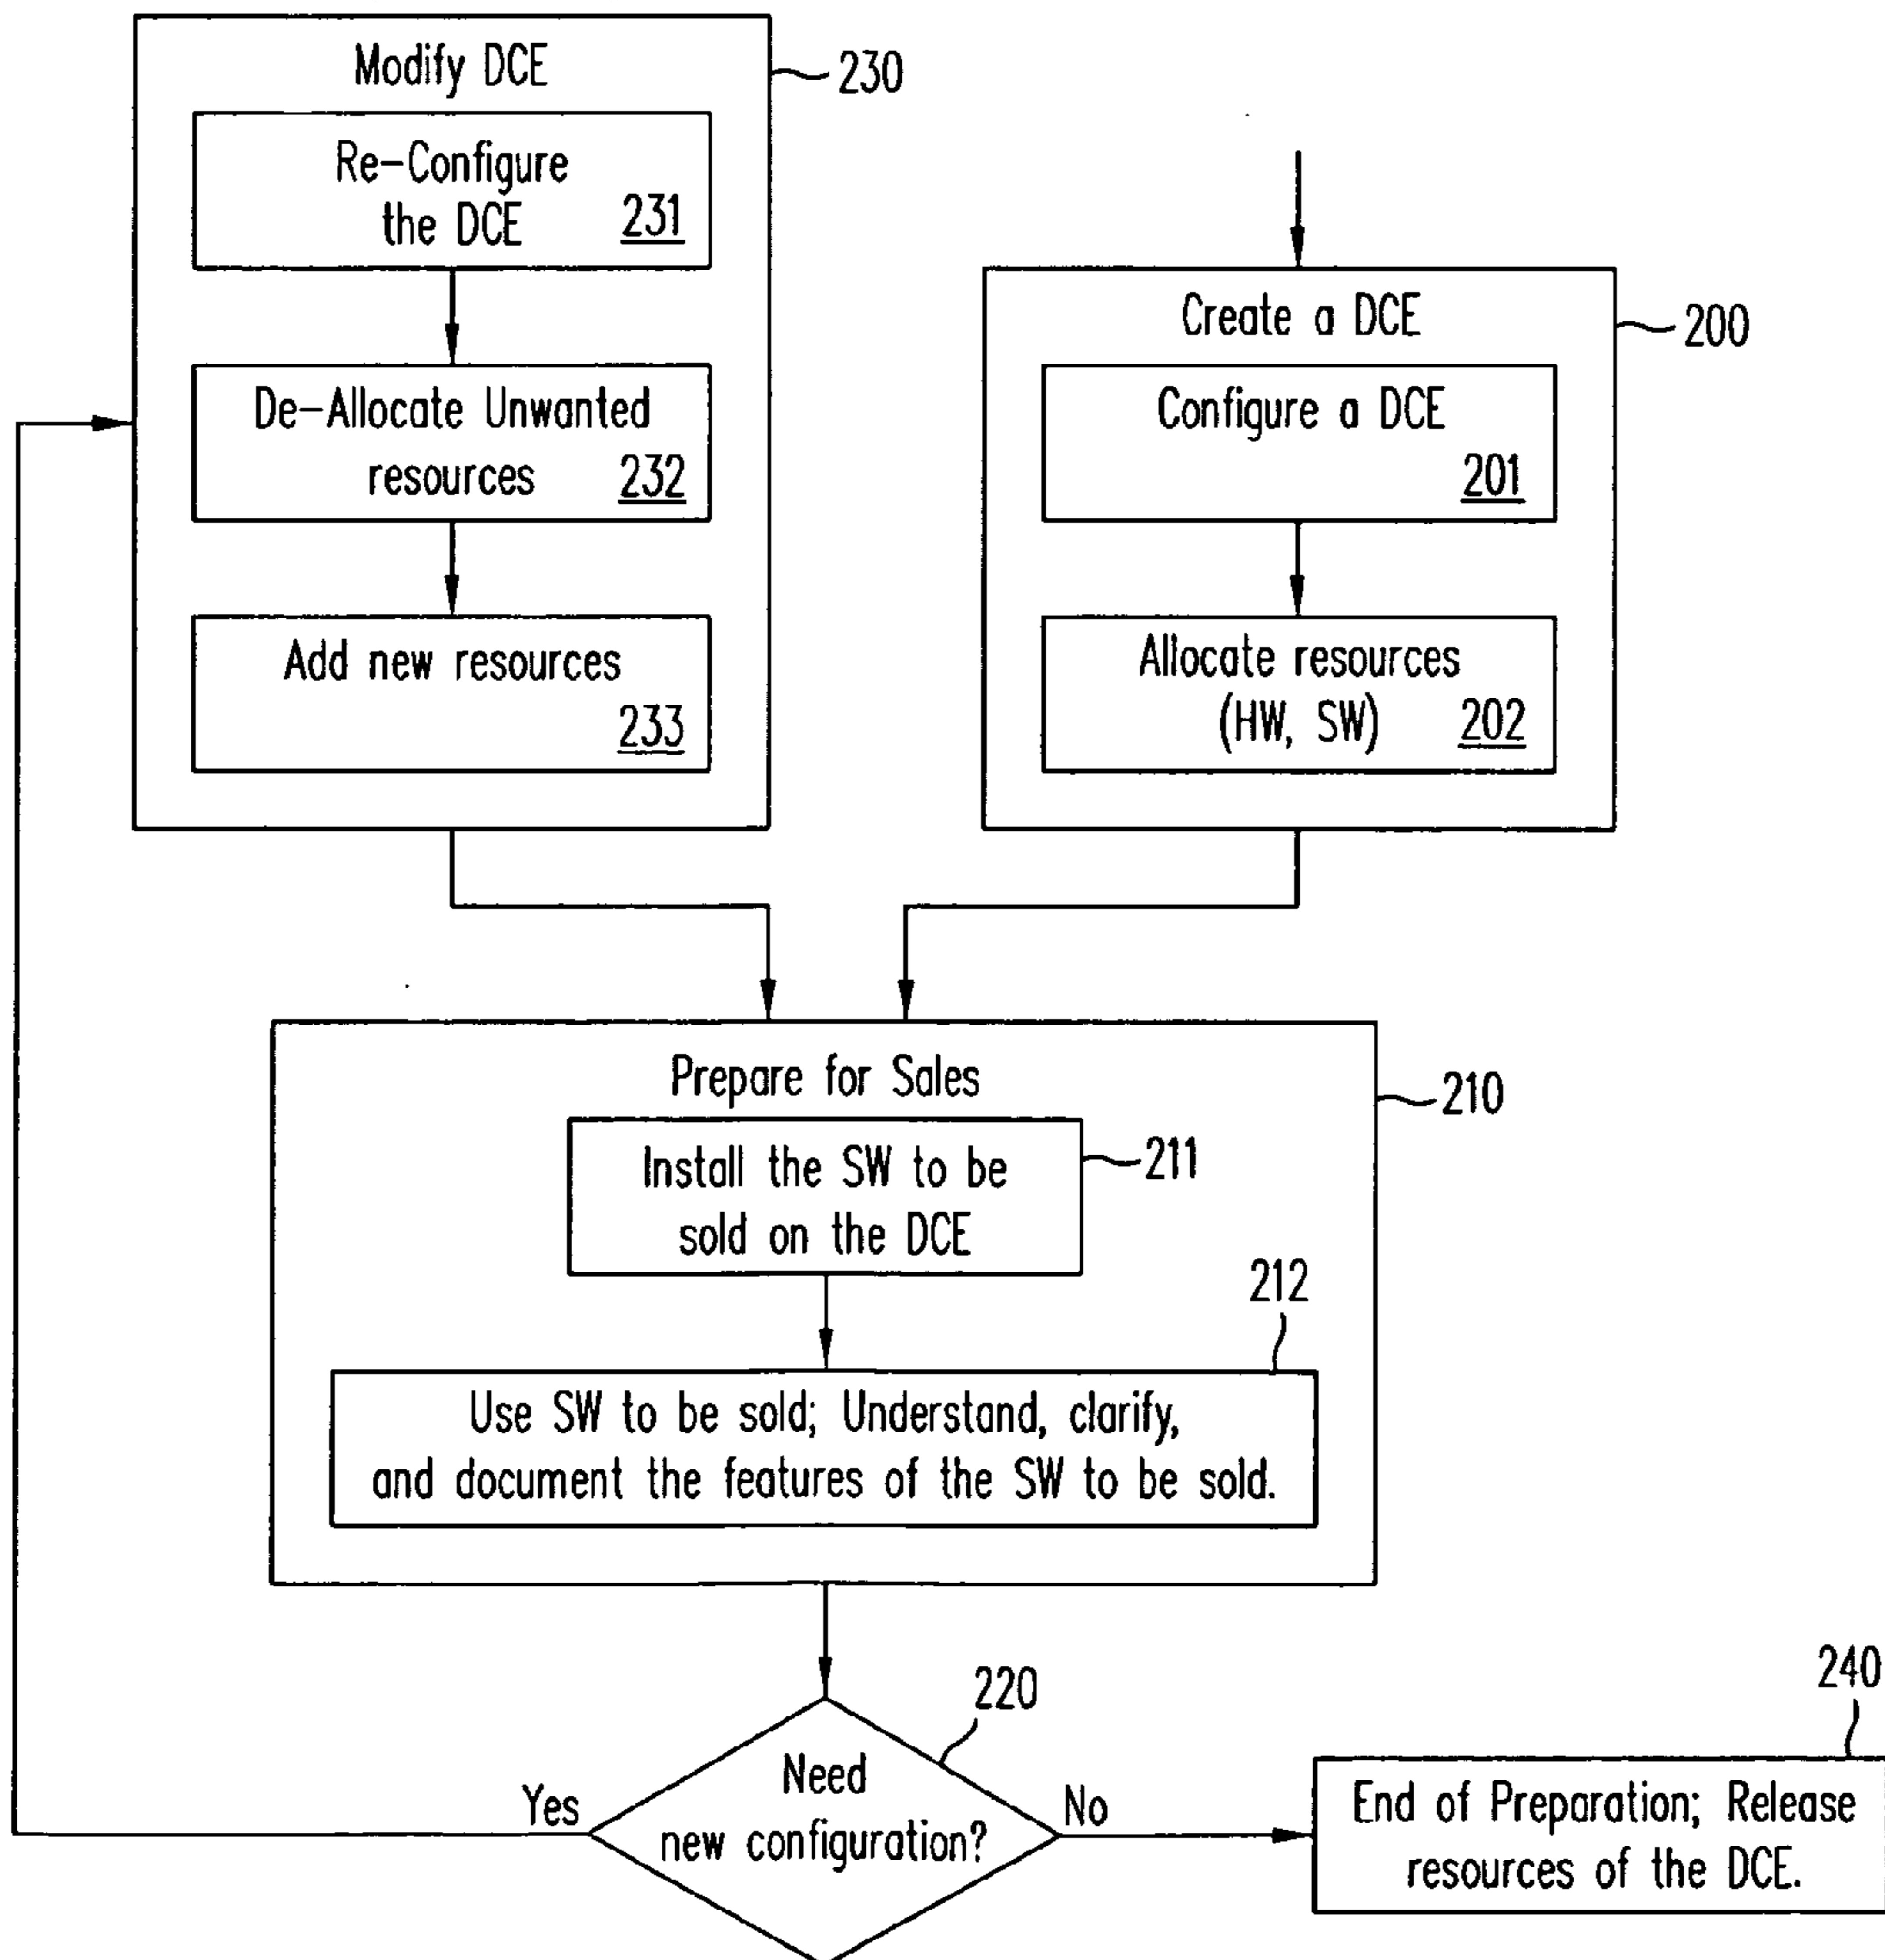 Modify DCE
230
Re-Configure
the DCE 231
De-Allocate Unwanted
resources 232
Add new resources
233
Create a DCE
200
Configure a DCE
201
Allocate resources
(HW, SW) 202
Prepare for Sales
210
Install the SW to be
sold on the DCE
211
212
Use SW to be sold; Understand, clarify,
and document the features of the SW to be sold.
220
Need
new configuration?
Yes
No
240
End of Preparation; Release
resources of the DCE.